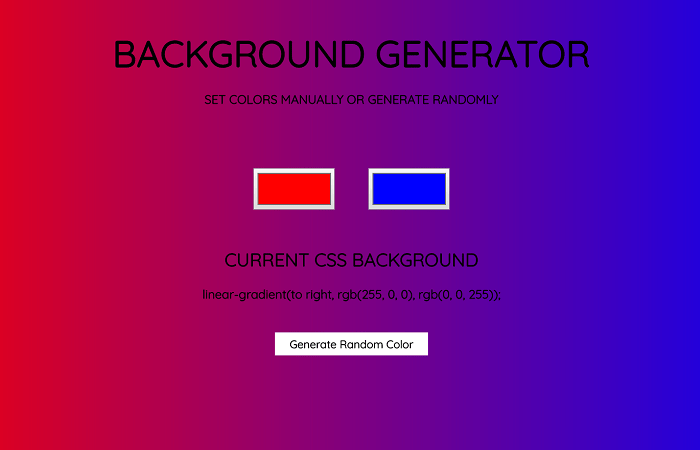 BACKGROUND GENERATOR
SET COLORS MANUALLY OR GENERATE RANDOMLY
CURRENT CSS BACKGROUND
linear-gradient(to right, rgb(255, 0, 0), rgb(0, 0, 255));
Generate Random Color